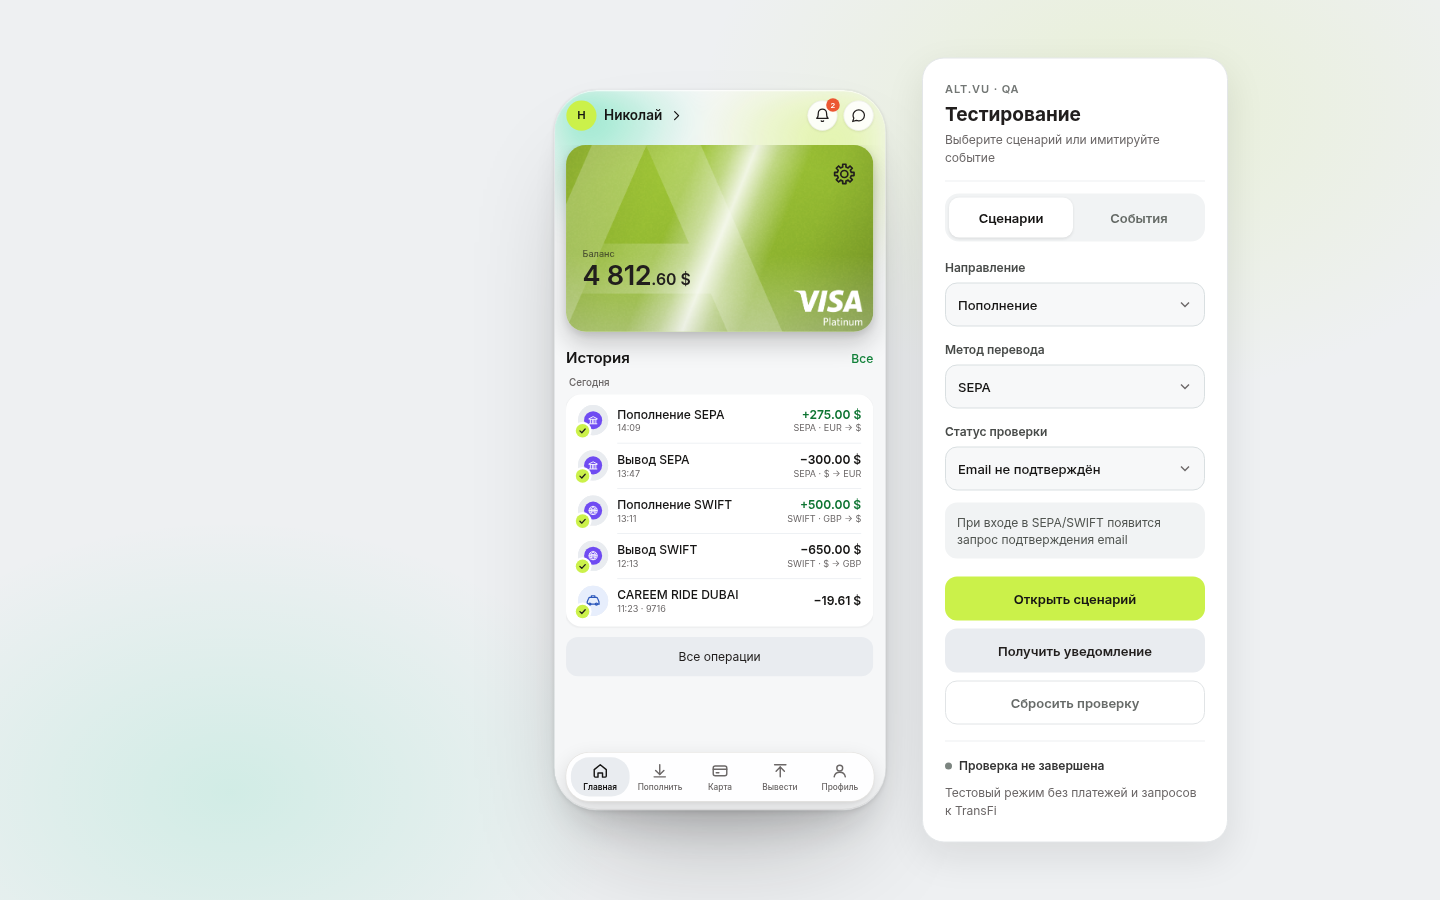 Н
Николай
2
Баланс
4 812.60 $
VISA
Platinum
История
Все
Сегодня
Пополнение SEPA
+275.00 $
14:09
SEPA · EUR → $
Вывод SEPA
−300.00 $
13:47
SEPA · $ → EUR
Пополнение SWIFT
+500.00 $
13:11
SWIFT · GBP → $
Вывод SWIFT
−650.00 $
12:13
SWIFT · $ → GBP
CAREEM RIDE DUBAI
−19.61 $
11:23 · 9716
Все операции
Главная
Пополнить
Карта
Вывести
Профиль
ALT.VU · QA
Тестирование
Выберите сценарий или имитируйте
событие
Сценарии
События
Направление
Пополнение
Метод перевода
SEPA
Статус проверки
Email не подтверждён
При входе в SEPA/SWIFT появится
запрос подтверждения email
Открыть сценарий
Получить уведомление
Сбросить проверку
Проверка не завершена
Тестовый режим без платежей и запросов
к TransFi